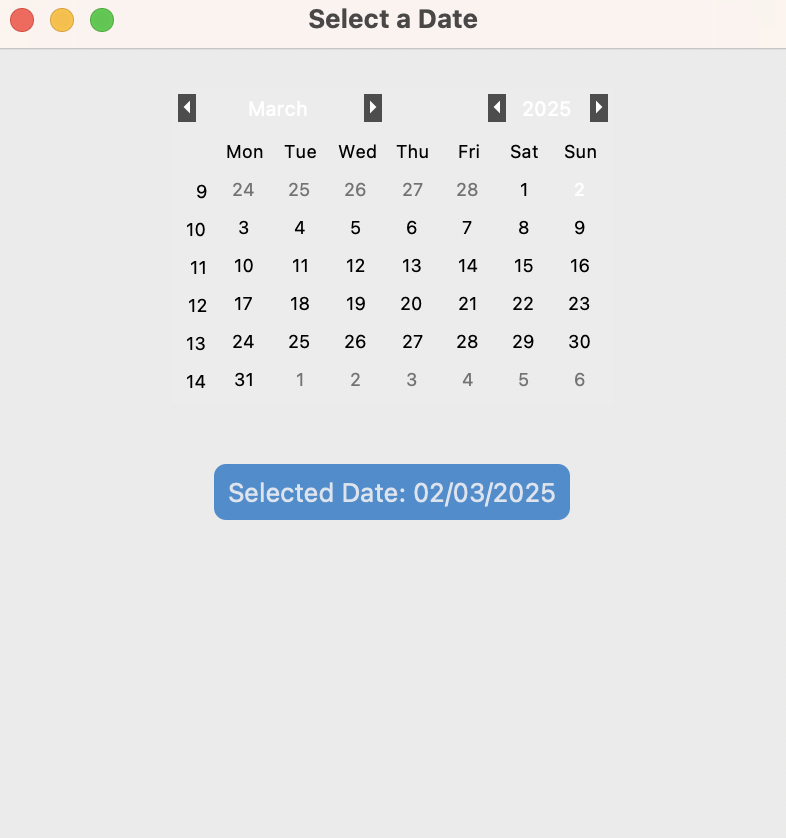 Select a Date
March 2025
Mon Tue Wed Thu Fri Sat Sun
9 24 25 26 27 28 1 2
10 3 4 5 6 7 8 9
11 10 11 12 13 14 15 16
12 17 18 19 20 21 22 23
13 24 25 26 27 28 29 30
14 31 1 2 3 4 5 6
Selected Date: 02/03/2025